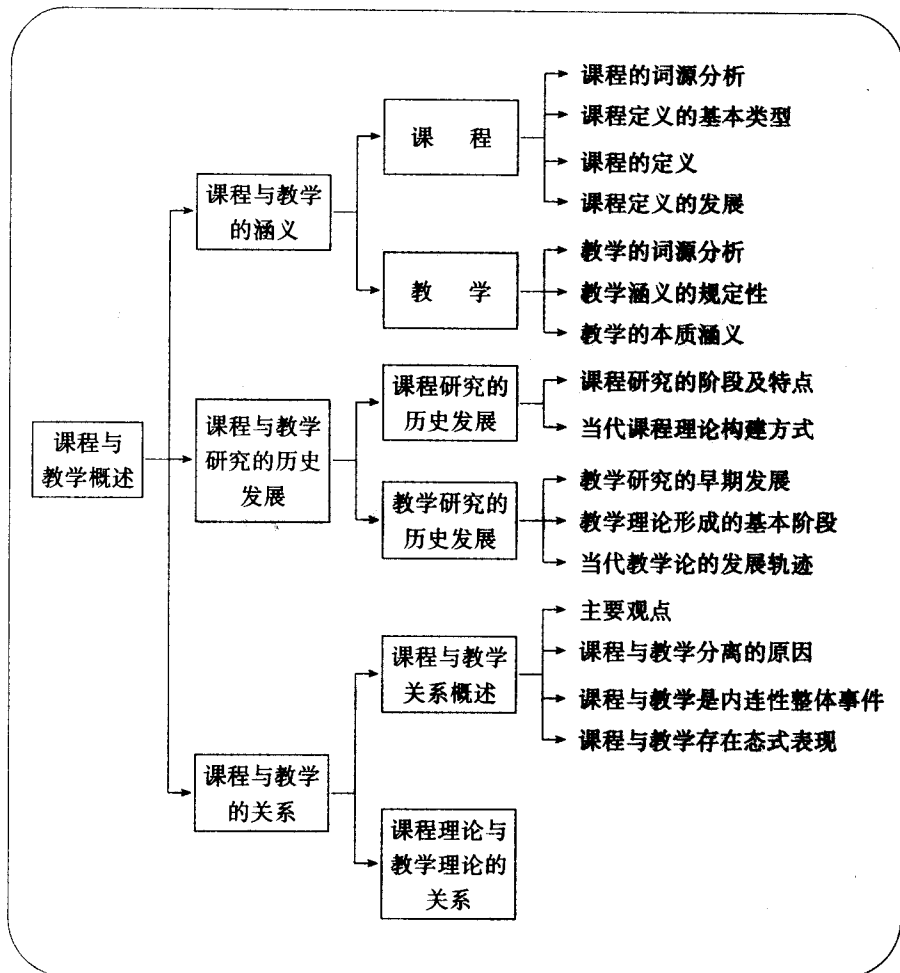 课程与
教学概述
课程与教学
的涵义
课 程
课程的词源分析
课程定义的基本类型
课程的定义
课程定义的发展
教 学
教学的词源分析
教学涵义的规定性
教学的本质涵义
课程与教学
研究的历史
发展
课程研究的
历史发展
课程研究的阶段及特点
当代课程理论构建方式
教学研究的
历史发展
教学研究的早期发展
教学理论形成的基本阶段
当代教学论的发展轨迹
课程与教学
的关系
课程与教学
关系概述
主要观点
课程与教学分离的原因
课程与教学是内连性整体事件
课程与教学存在态式表现
课程理论与
教学理论的
关系